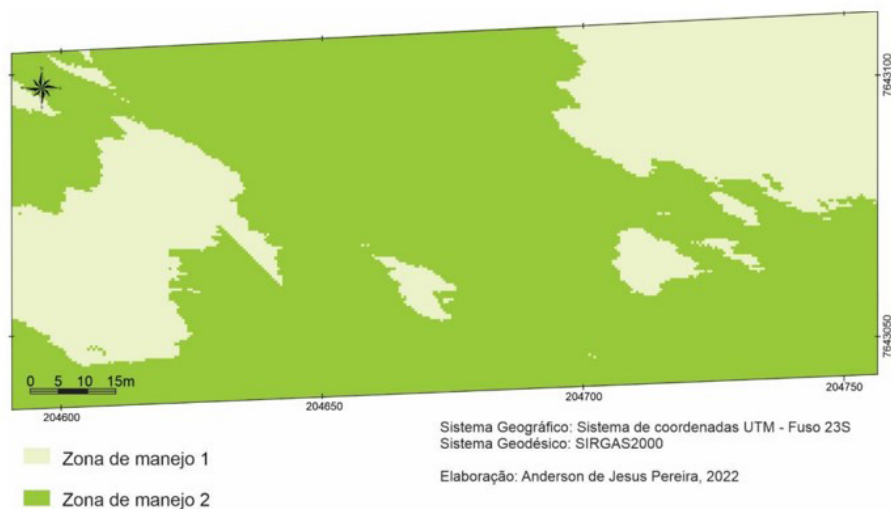 7643100
7643050
0 5 10 15m
204600
204650
204700
204750
Sistema Geográfico: Sistema de coordenadas UTM - Fuso 23S
Sistema Geodésico: SIRGAS2000
Elaboração: Anderson de Jesus Pereira, 2022
Zona de manejo 1
Zona de manejo 2